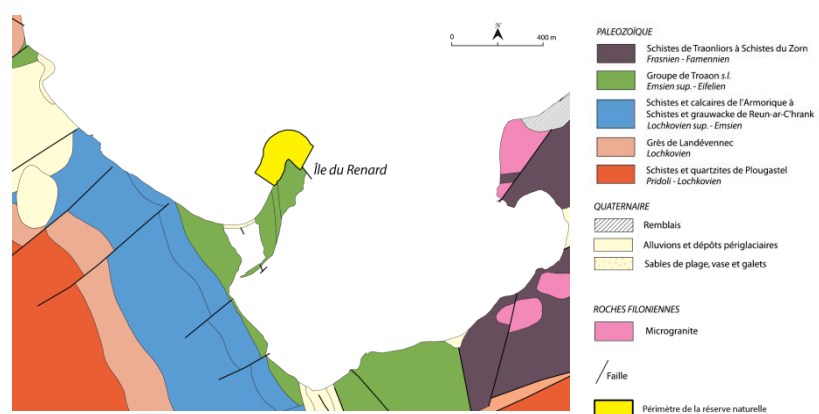 N
0 400 m
Île du Renard
PALEOZOÏQUE
Schistes de Traonliors à Schistes du Zorn
Frasnien - Famennien
Groupe de Troaon s.l.
Emsien sup. - Eifelien
Schistes et calcaires de l'Armorique à
Schistes et grauwacke de Reun-ar-C'hrank
Lochkovien sup. - Emsien
Grès de Landévennec
Lochkovien
Schistes et quartzites de Plougastel
Pridoli - Lochkovien
QUATERNAIRE
Remblais
Alluvions et dépôts périglaciaires
Sables de plage, vase et galets
ROCHES FILONIENNES
Microgranite
Faille
Périmètre de la réserve naturelle